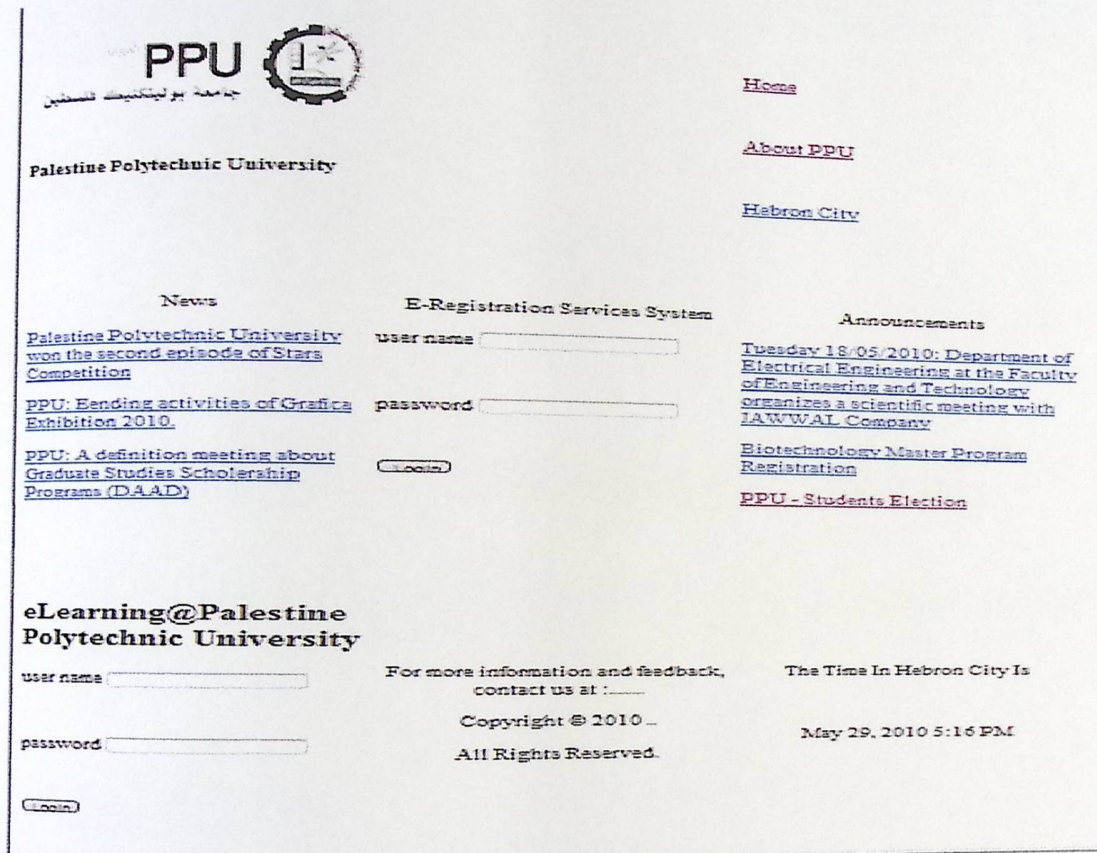 PPU
جامعة بوليتكنيك فلسطين
Palestine Polytechnic University
Home
About PPU
Hebron City
News
Palestine Polytechnic University
won the second episode of Stars
Competition
PPU: Eending activities of Grafica
Exhibition 2010.
PPU: A definition meeting about
Graduate Studies Scholership
Programs (DAAD)
E-Registration Services System
user name
password
Login
Announcements
Tuesday 18/05/2010: Department of
Electrical Engineering at the Faculty
of Engineering and Technology
organizes a scientific meeting with
JAWWAL Company
Biotechnology Master Program
Registration
PPU - Students Election
eLearning@Palestine
Polytechnic University
user name
password
Login
For more information and feedback,
contact us at :.......
Copyright © 2010 ...
All Rights Reserved.
The Time In Hebron City Is
May 29, 2010 5:16 PM